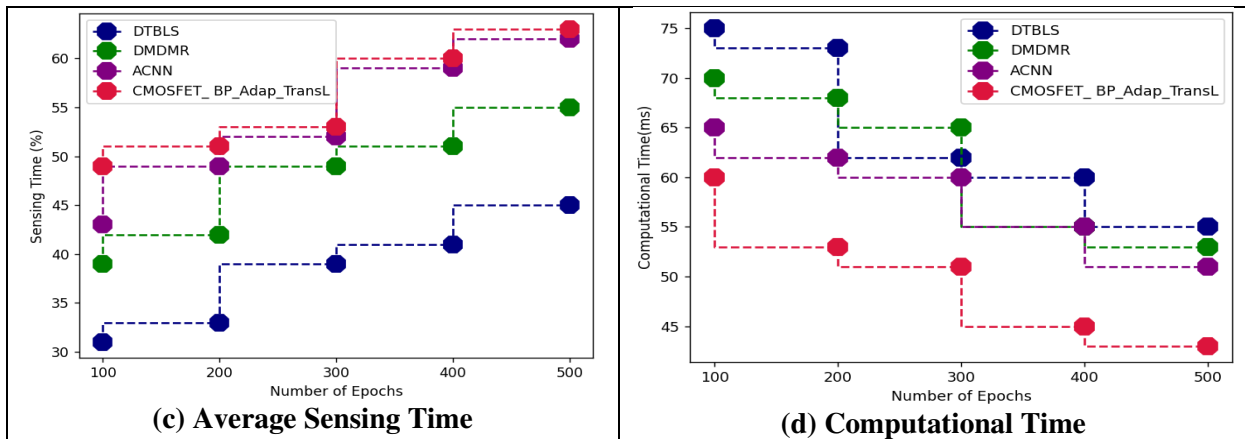 DTBLS
DMDMR
ACNN
CMOSFET_ BP_Adap_TransL
Sensing Time (%)
60
55
50
45
40
35
30
100 200 300 400 500
Number of Epochs
(c) Average Sensing Time
DTBLS
DMDMR
ACNN
CMOSFET_ BP_Adap_TransL
Computational Time(ms)
75
70
65
60
55
50
45
100 200 300 400 500
Number of Epochs
(d) Computational Time